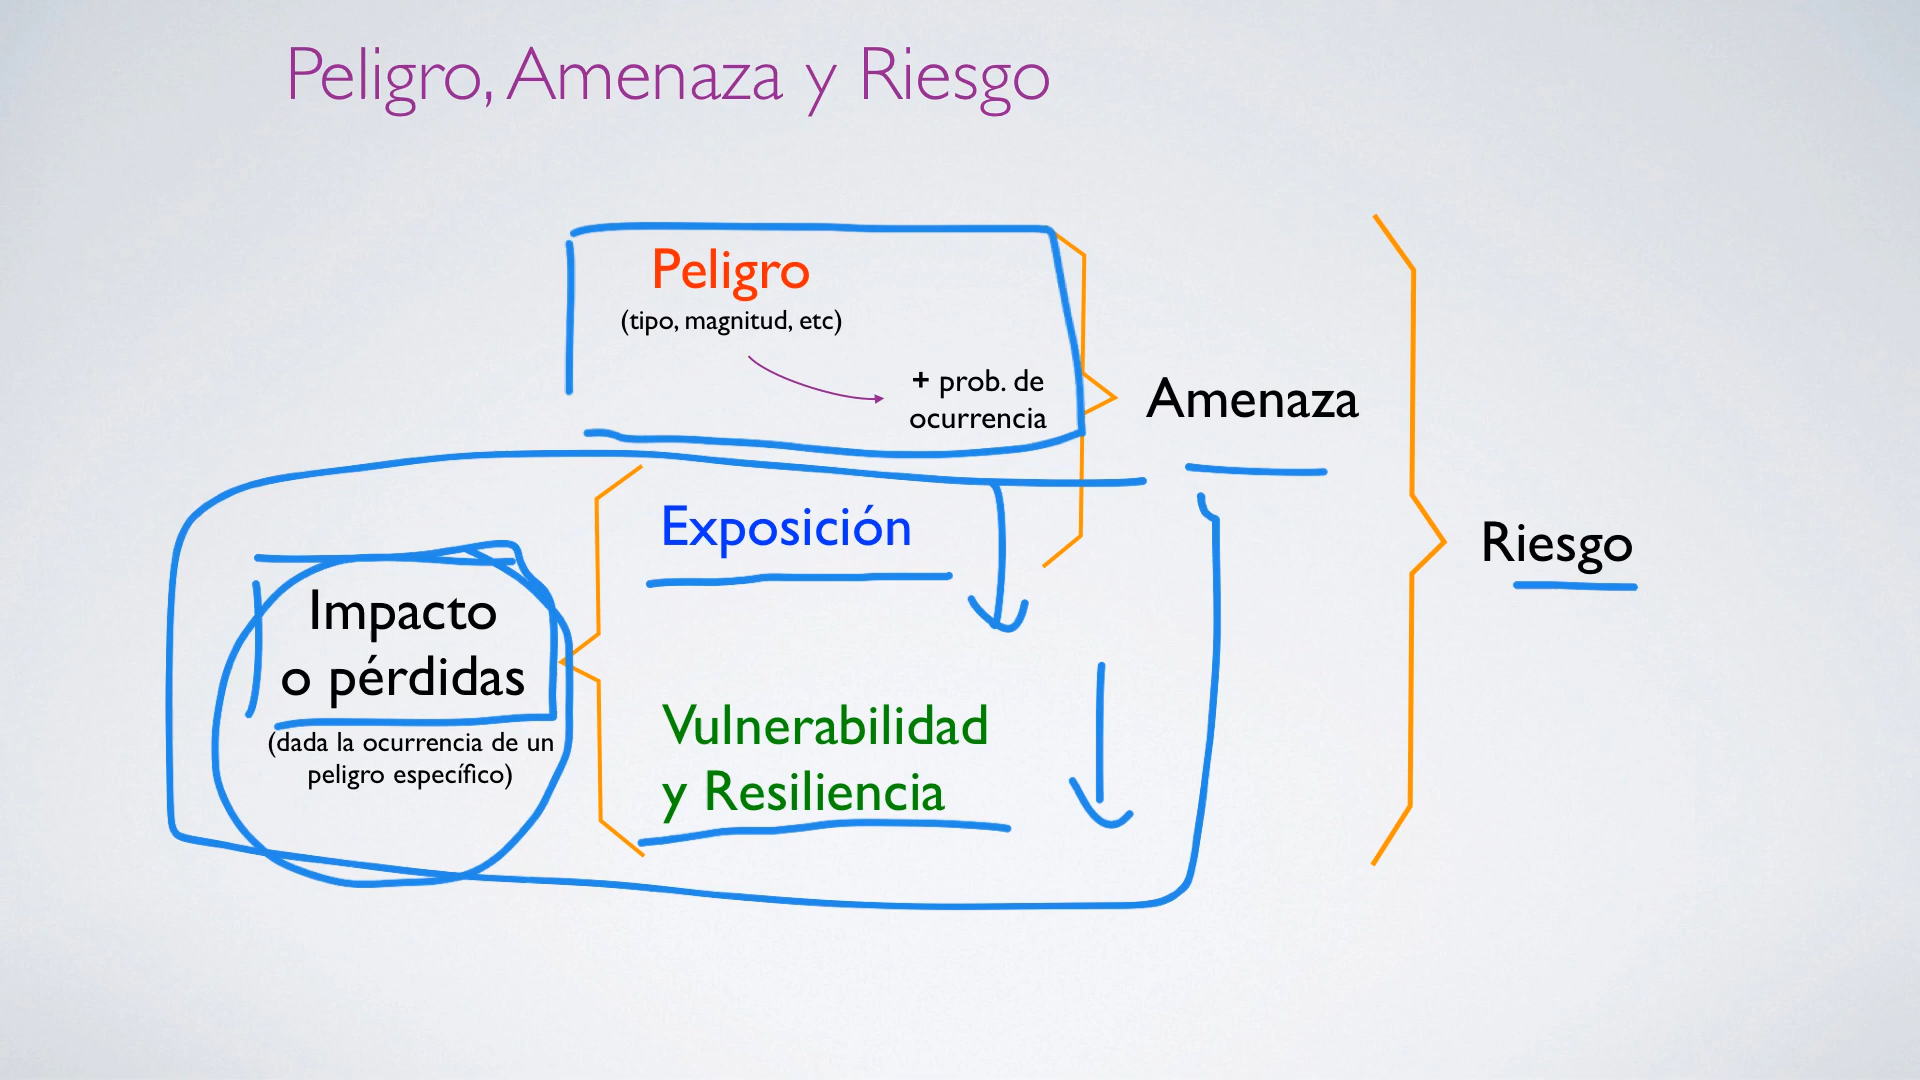 Peligro, Amenaza y Riesgo
Peligro
(tipo, magnitud, etc)
+ prob. de
ocurrencia
Amenaza
Exposición
Riesgo
Impacto
o pérdidas
(dada la ocurrencia de un
peligro específico)
Vulnerabilidad
y Resiliencia